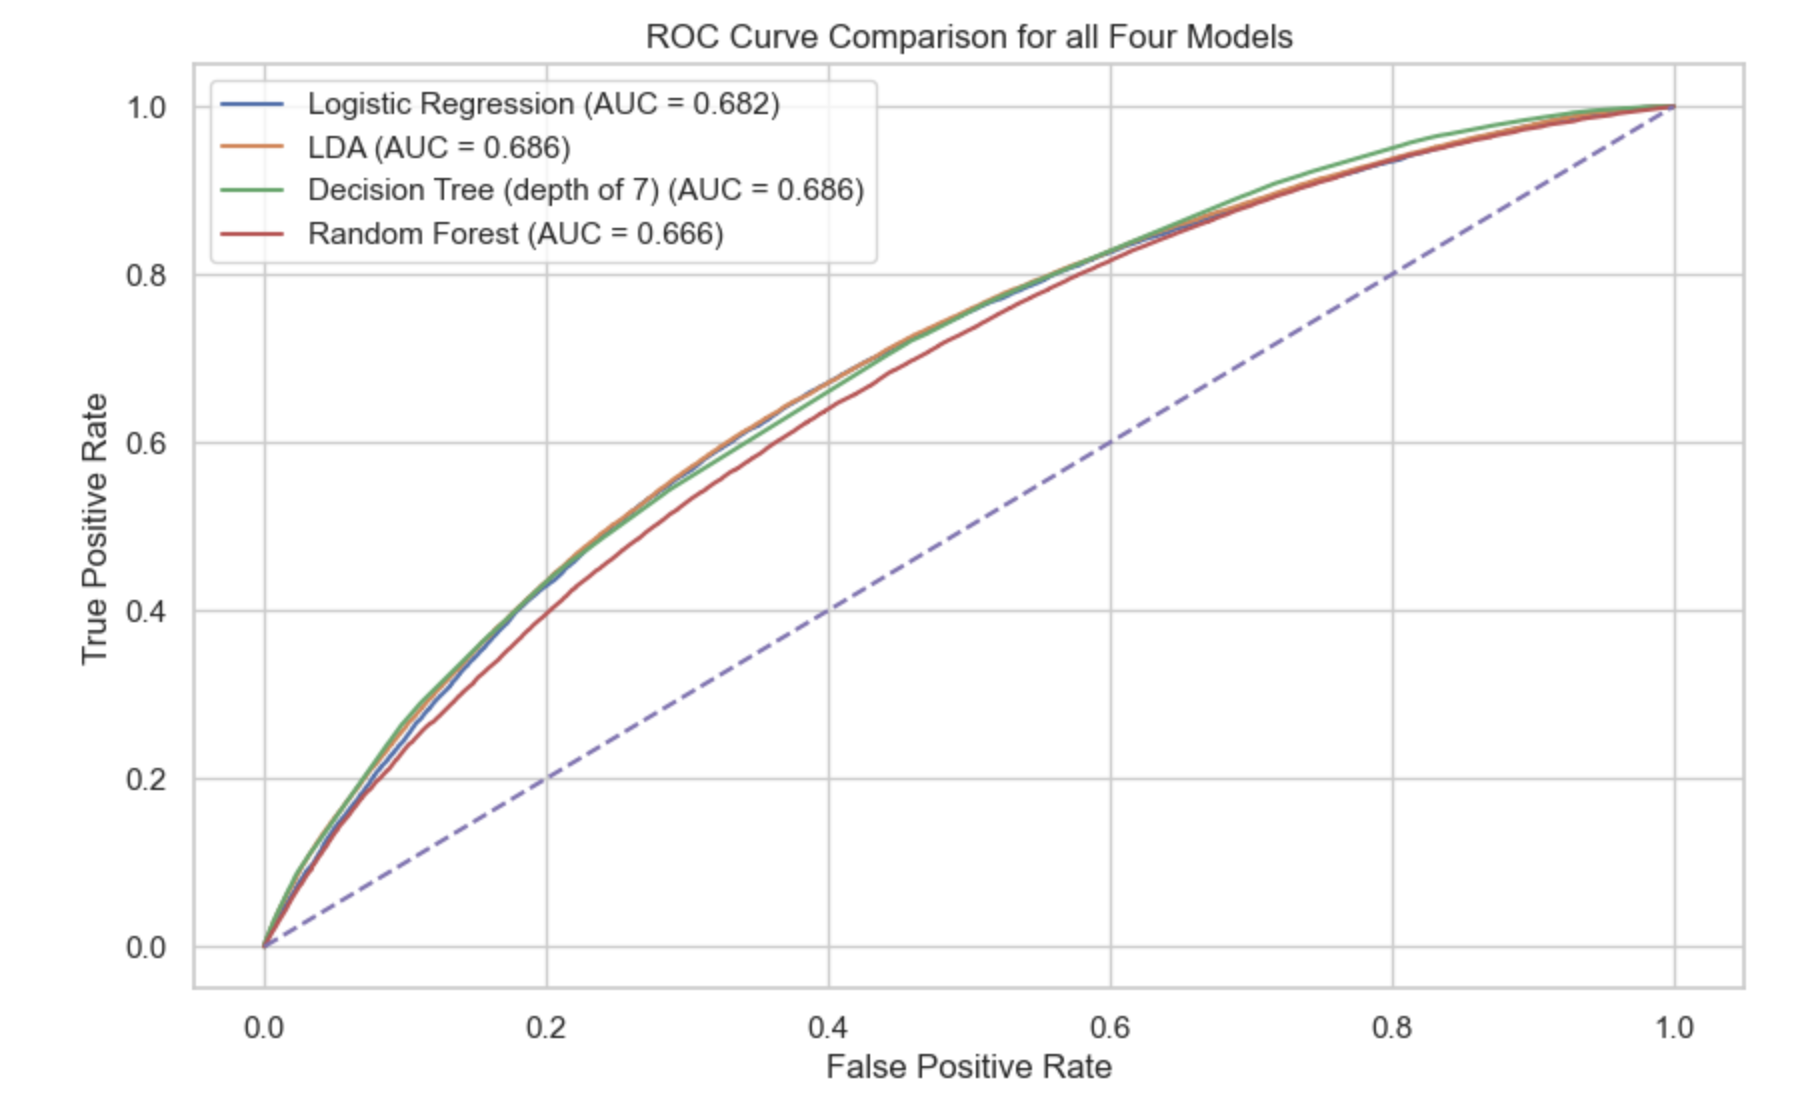 ROC Curve Comparison for all Four Models
Logistic Regression (AUC = 0.682)
LDA (AUC = 0.686)
Decision Tree (depth of 7) (AUC = 0.686)
Random Forest (AUC = 0.666)
True Positive Rate
1.0
0.8
0.6
0.4
0.2
0.0
0.0 0.2 0.4 0.6 0.8 1.0
False Positive Rate